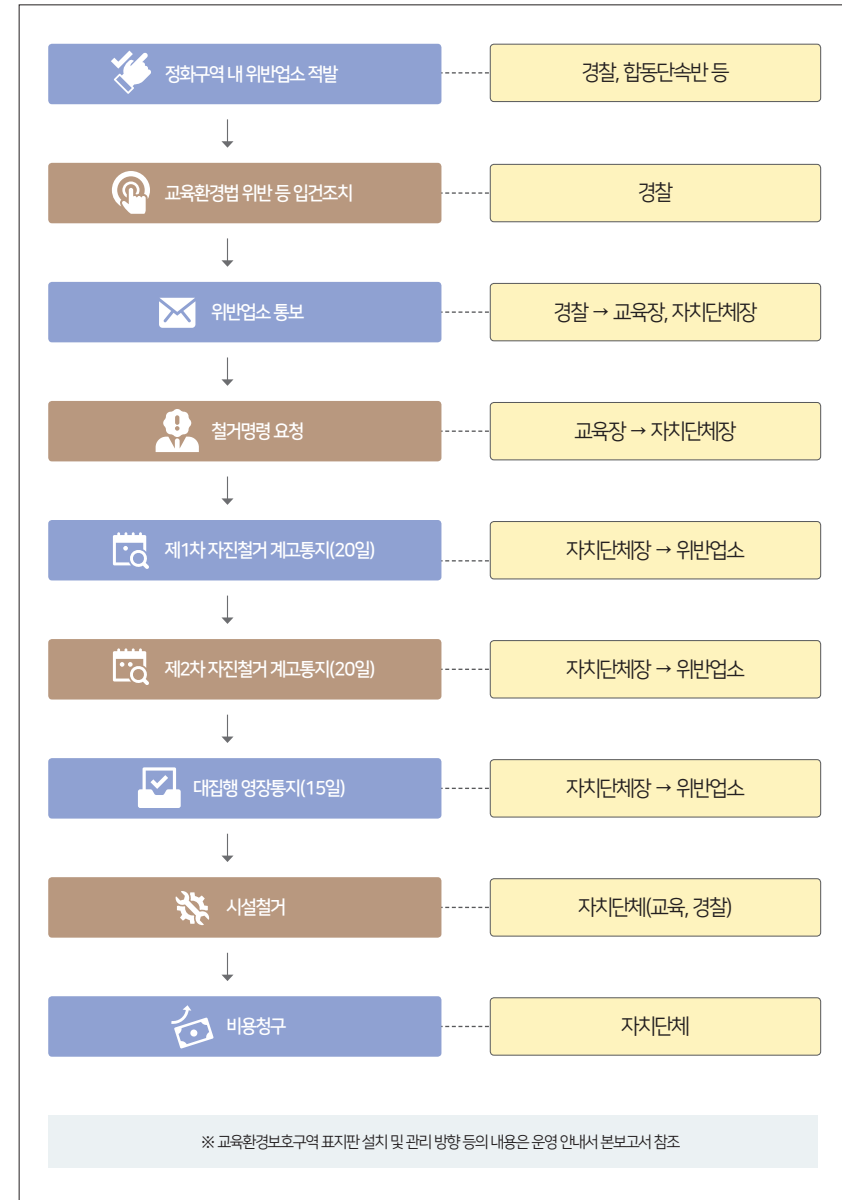 정화구역 내 위반업소 적발
경찰, 합동단속반 등
교육환경법 위반 등 입건조치
경찰
위반업소 통보
경찰 → 교육장, 자치단체장
철거명령 요청
교육장 → 자치단체장
제1차 자진철거 계고통지(20일)
자치단체장 → 위반업소
제2차 자진철거 계고통지(20일)
자치단체장 → 위반업소
대집행 영장통지(15일)
자치단체장 → 위반업소
시설철거
자치단체(교육, 경찰)
비용청구
자치단체
※ 교육환경보호구역 표지판 설치 및 관리 방향 등의 내용은 운영 안내서 본보고서 참조